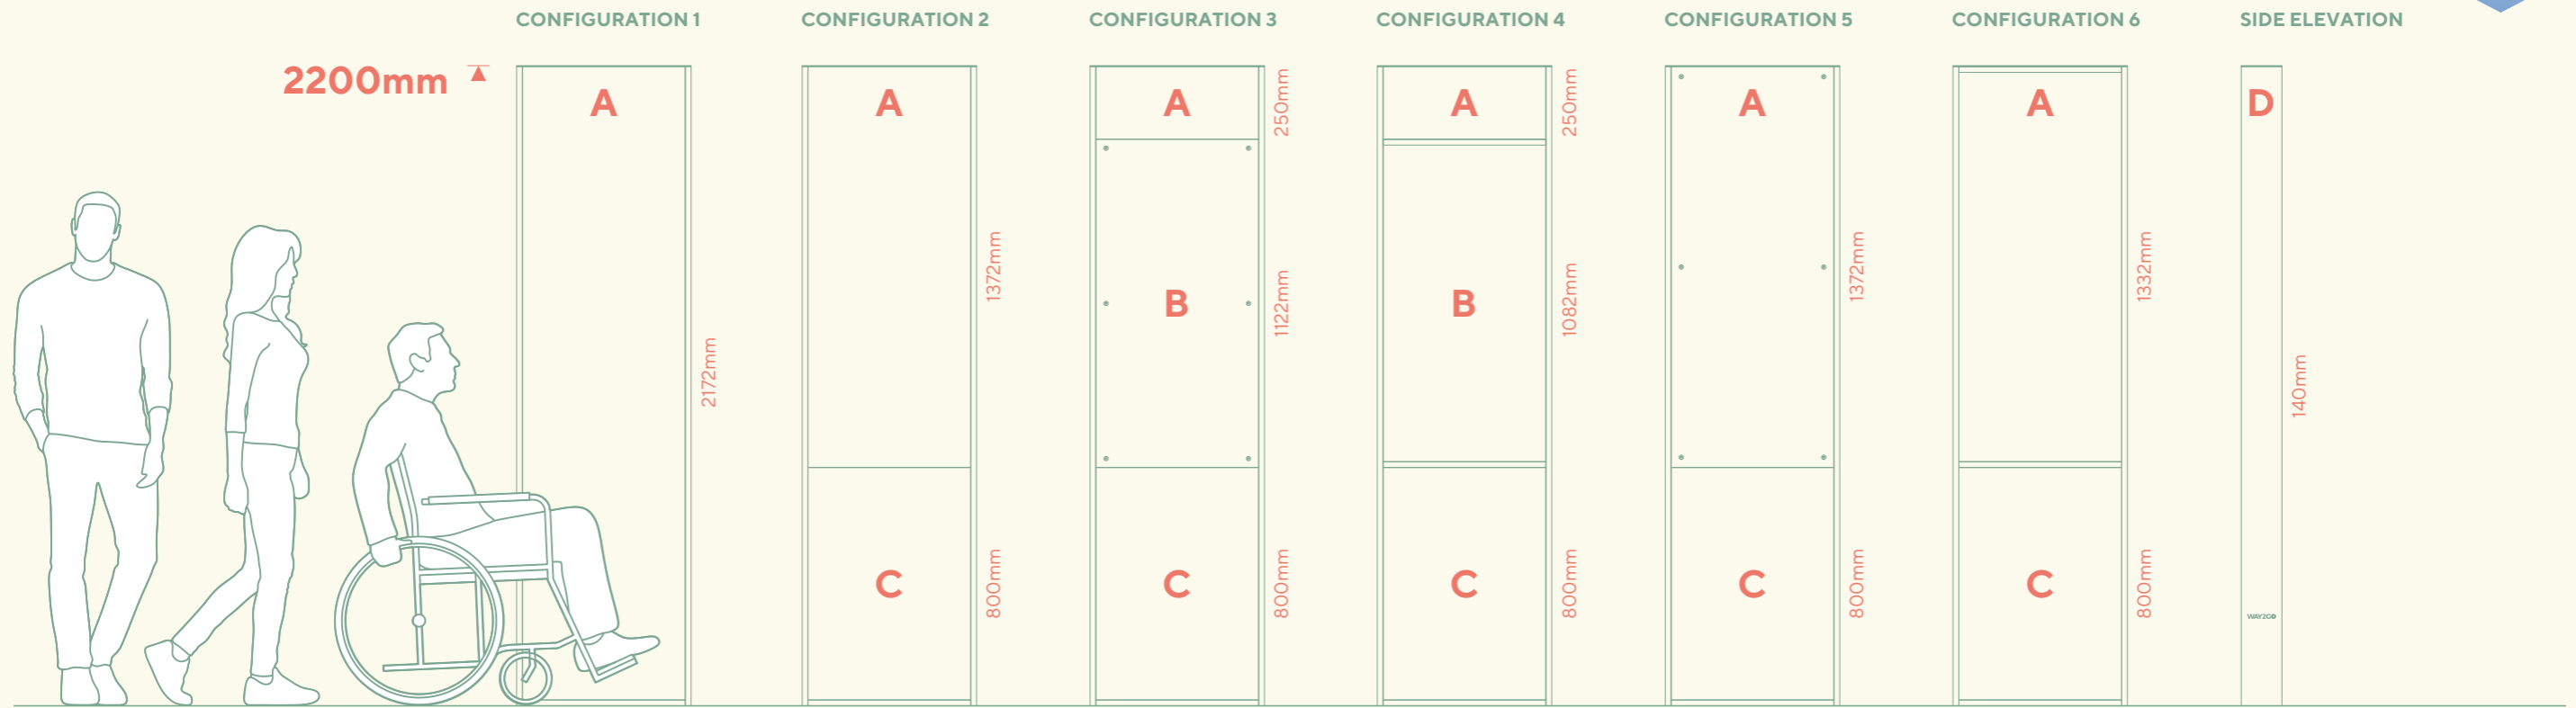 CONFIGURATION 1
CONFIGURATION 2
CONFIGURATION 3
CONFIGURATION 4
CONFIGURATION 5
CONFIGURATION 6
SIDE ELEVATION
2200mm
A
2172mm
A
1372mm
C
800mm
A
250mm
B
1122mm
C
800mm
A
250mm
B
1082mm
C
800mm
A
1372mm
C
800mm
A
1332mm
C
800mm
D
140mm
WAY2GO